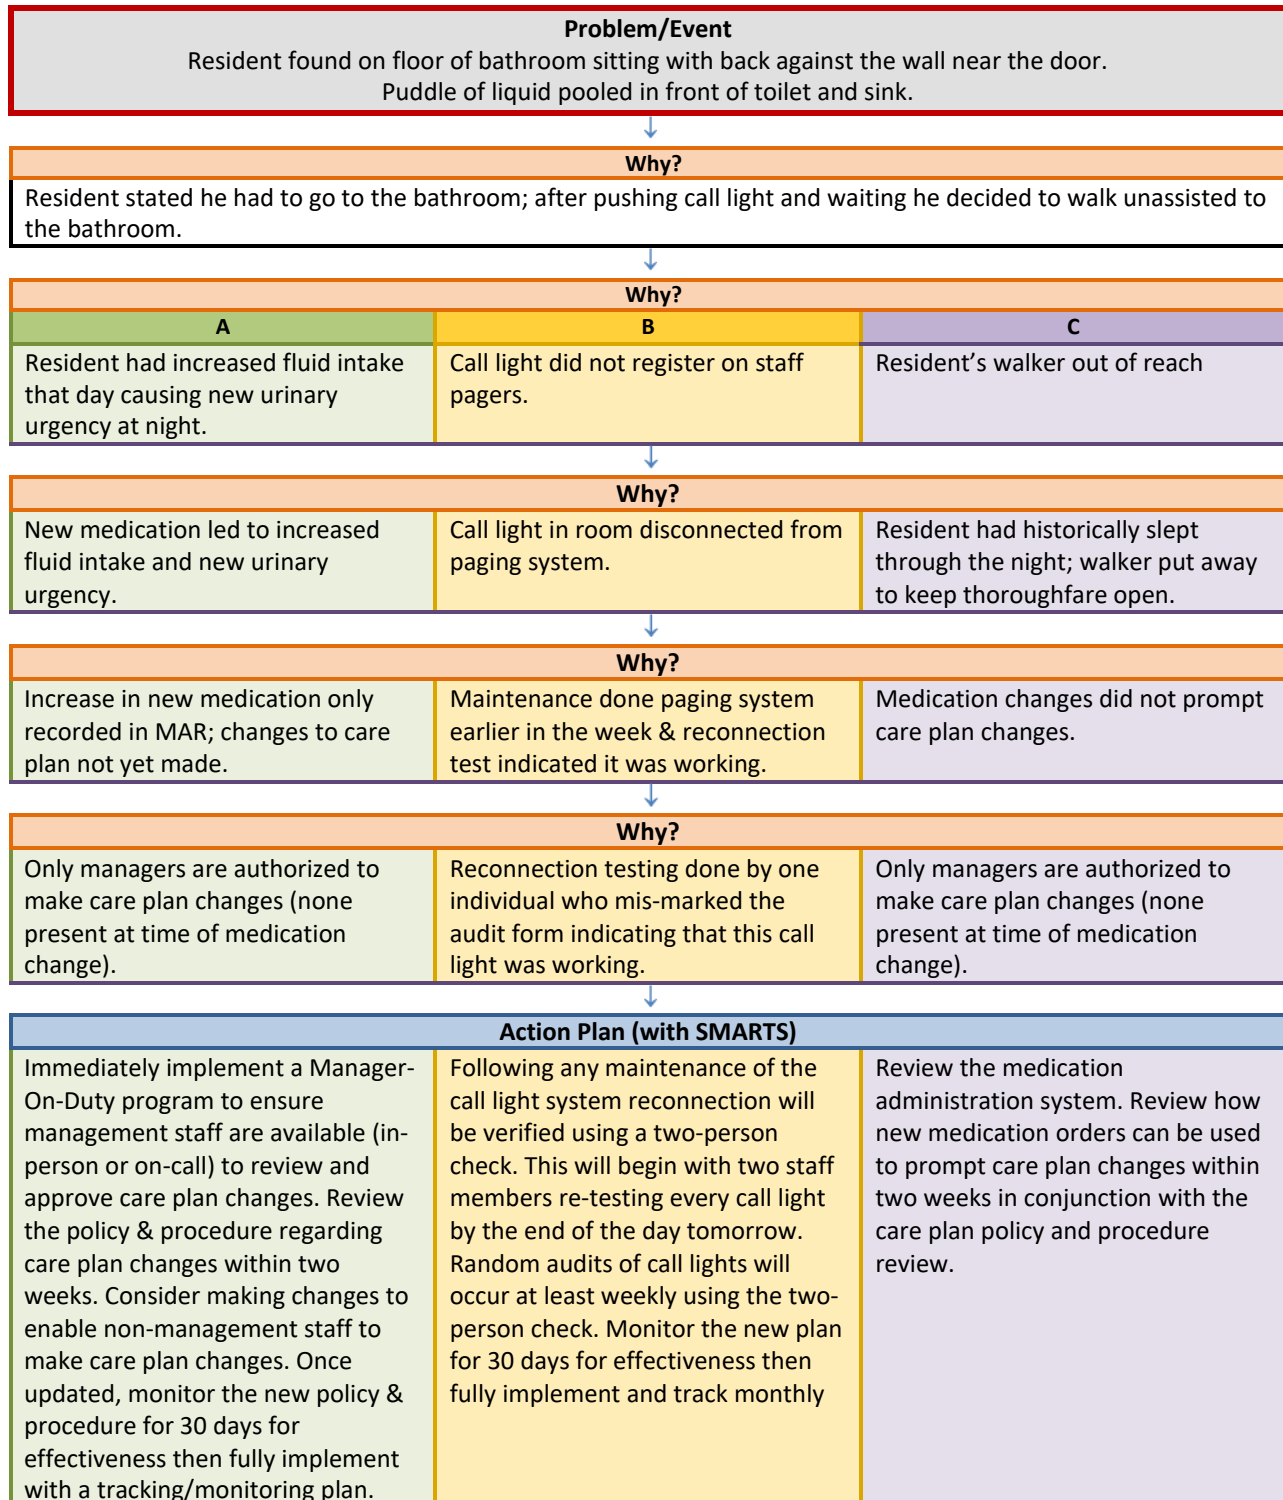 Problem/Event
Resident found on floor of bathroom sitting with back against the wall near the door.
Puddle of liquid pooled in front of toilet and sink.
Why?
Resident stated he had to go to the bathroom; after pushing call light and waiting he decided to walk unassisted to
the bathroom.
Why?
A
Resident had increased fluid intake
that day causing new urinary
urgency at night.
B
Call light did not register on staff
pagers.
C
Resident’s walker out of reach
Why?
New medication led to increased
fluid intake and new urinary
urgency.
Call light in room disconnected from
paging system.
Resident had historically slept
through the night; walker put away
to keep thoroughfare open.
Why?
Increase in new medication only
recorded in MAR; changes to care
plan not yet made.
Maintenance done paging system
earlier in the week & reconnection
test indicated it was working.
Medication changes did not prompt
care plan changes.
Why?
Only managers are authorized to
make care plan changes (none
present at time of medication
change).
Reconnection testing done by one
individual who mis-marked the
audit form indicating that this call
light was working.
Only managers are authorized to
make care plan changes (none
present at time of medication
change).
Action Plan (with SMARTS)
Immediately implement a Manager-
On-Duty program to ensure
management staff are available (in-
person or on-call) to review and
approve care plan changes. Review
the policy & procedure regarding
care plan changes within two
weeks. Consider making changes to
enable non-management staff to
make care plan changes. Once
updated, monitor the new policy &
procedure for 30 days for
effectiveness then fully implement
with a tracking/monitoring plan.
Following any maintenance of the
call light system reconnection will
be verified using a two-person
check. This will begin with two staff
members re-testing every call light
by the end of the day tomorrow.
Random audits of call lights will
occur at least weekly using the two-
person check. Monitor the new plan
for 30 days for effectiveness then
fully implement and track monthly
Review the medication
administration system. Review how
new medication orders can be used
to prompt care plan changes within
two weeks in conjunction with the
care plan policy and procedure
review.